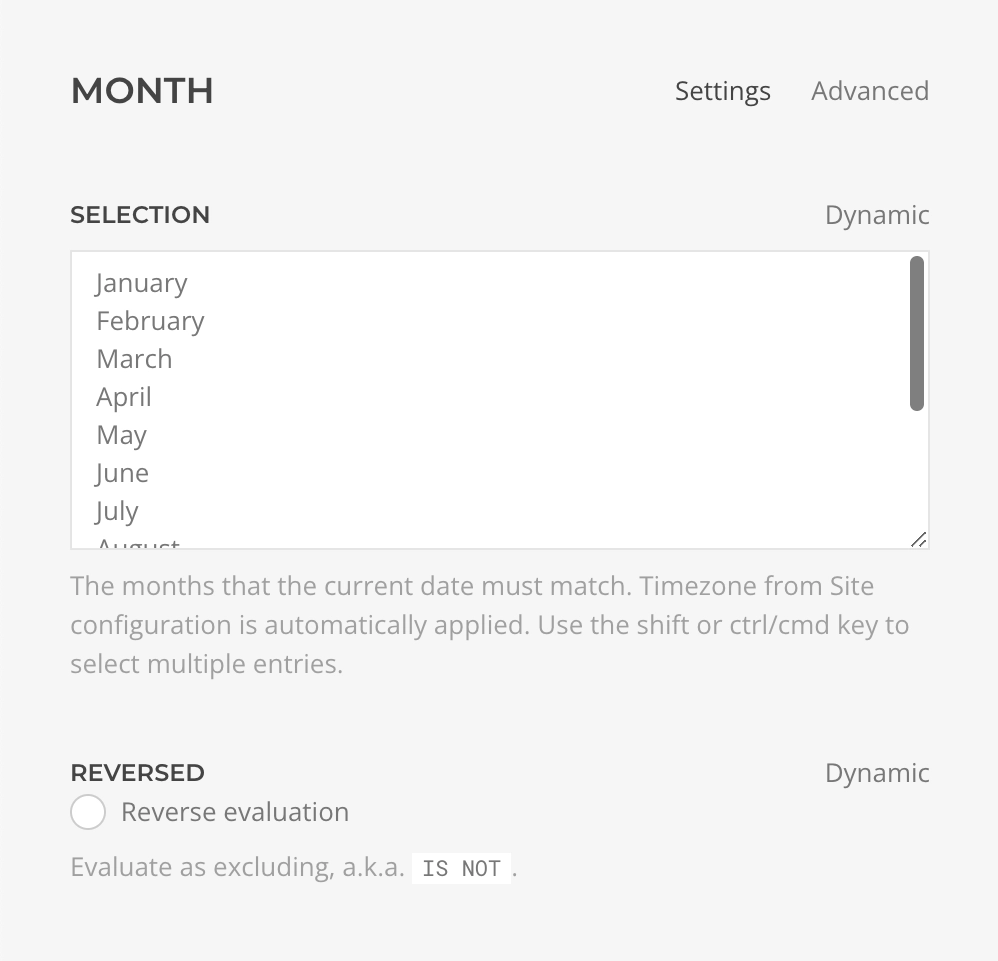 MONTH
Settings Advanced
SELECTION
Dynamic
January
February
March
April
May
June
July
August
The months that the current date must match. Timezone from Site
configuration is automatically applied. Use the shift or ctrl/cmd key to
select multiple entries.
REVERSED
Dynamic
Reverse evaluation
Evaluate as excluding, a.k.a. IS NOT .